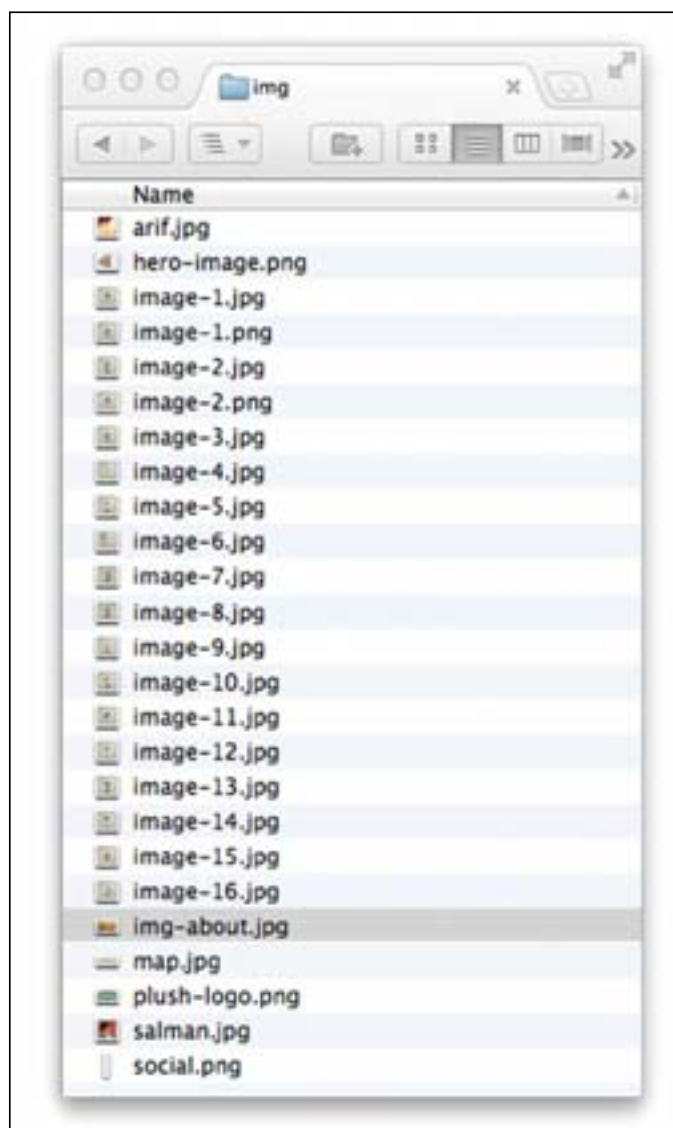 img
Name
arif.jpg
hero-image.png
image-1.jpg
image-1.png
image-2.jpg
image-2.png
image-3.jpg
image-4.jpg
image-5.jpg
image-6.jpg
image-7.jpg
image-8.jpg
image-9.jpg
image-10.jpg
image-11.jpg
image-12.jpg
image-13.jpg
image-14.jpg
image-15.jpg
image-16.jpg
img-about.jpg
map.jpg
plush-logo.png
salman.jpg
social.png